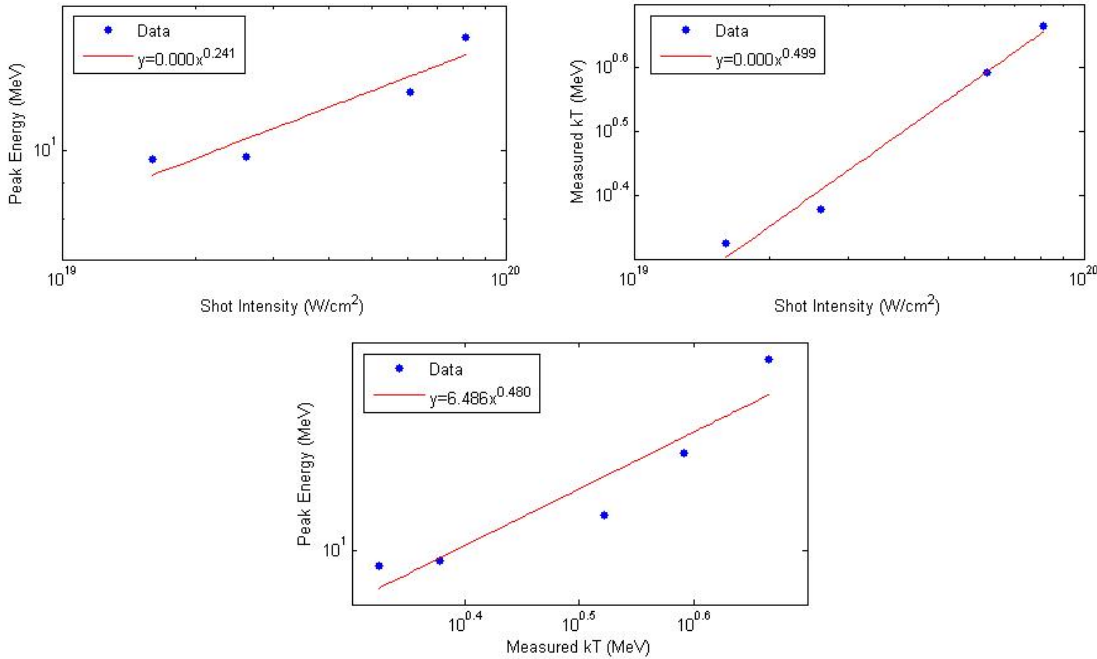 Data
y=0.000x^0.241
Peak Energy (MeV)
10^1
10^19
10^20
Shot Intensity (W/cm^2)
Data
y=0.000x^0.499
Measured kT (MeV)
10^0.6
10^0.5
10^0.4
10^19
10^20
Shot Intensity (W/cm^2)
Data
y=6.486x^0.480
Peak Energy (MeV)
10^1
10^0.4
10^0.5
10^0.6
Measured kT (MeV)